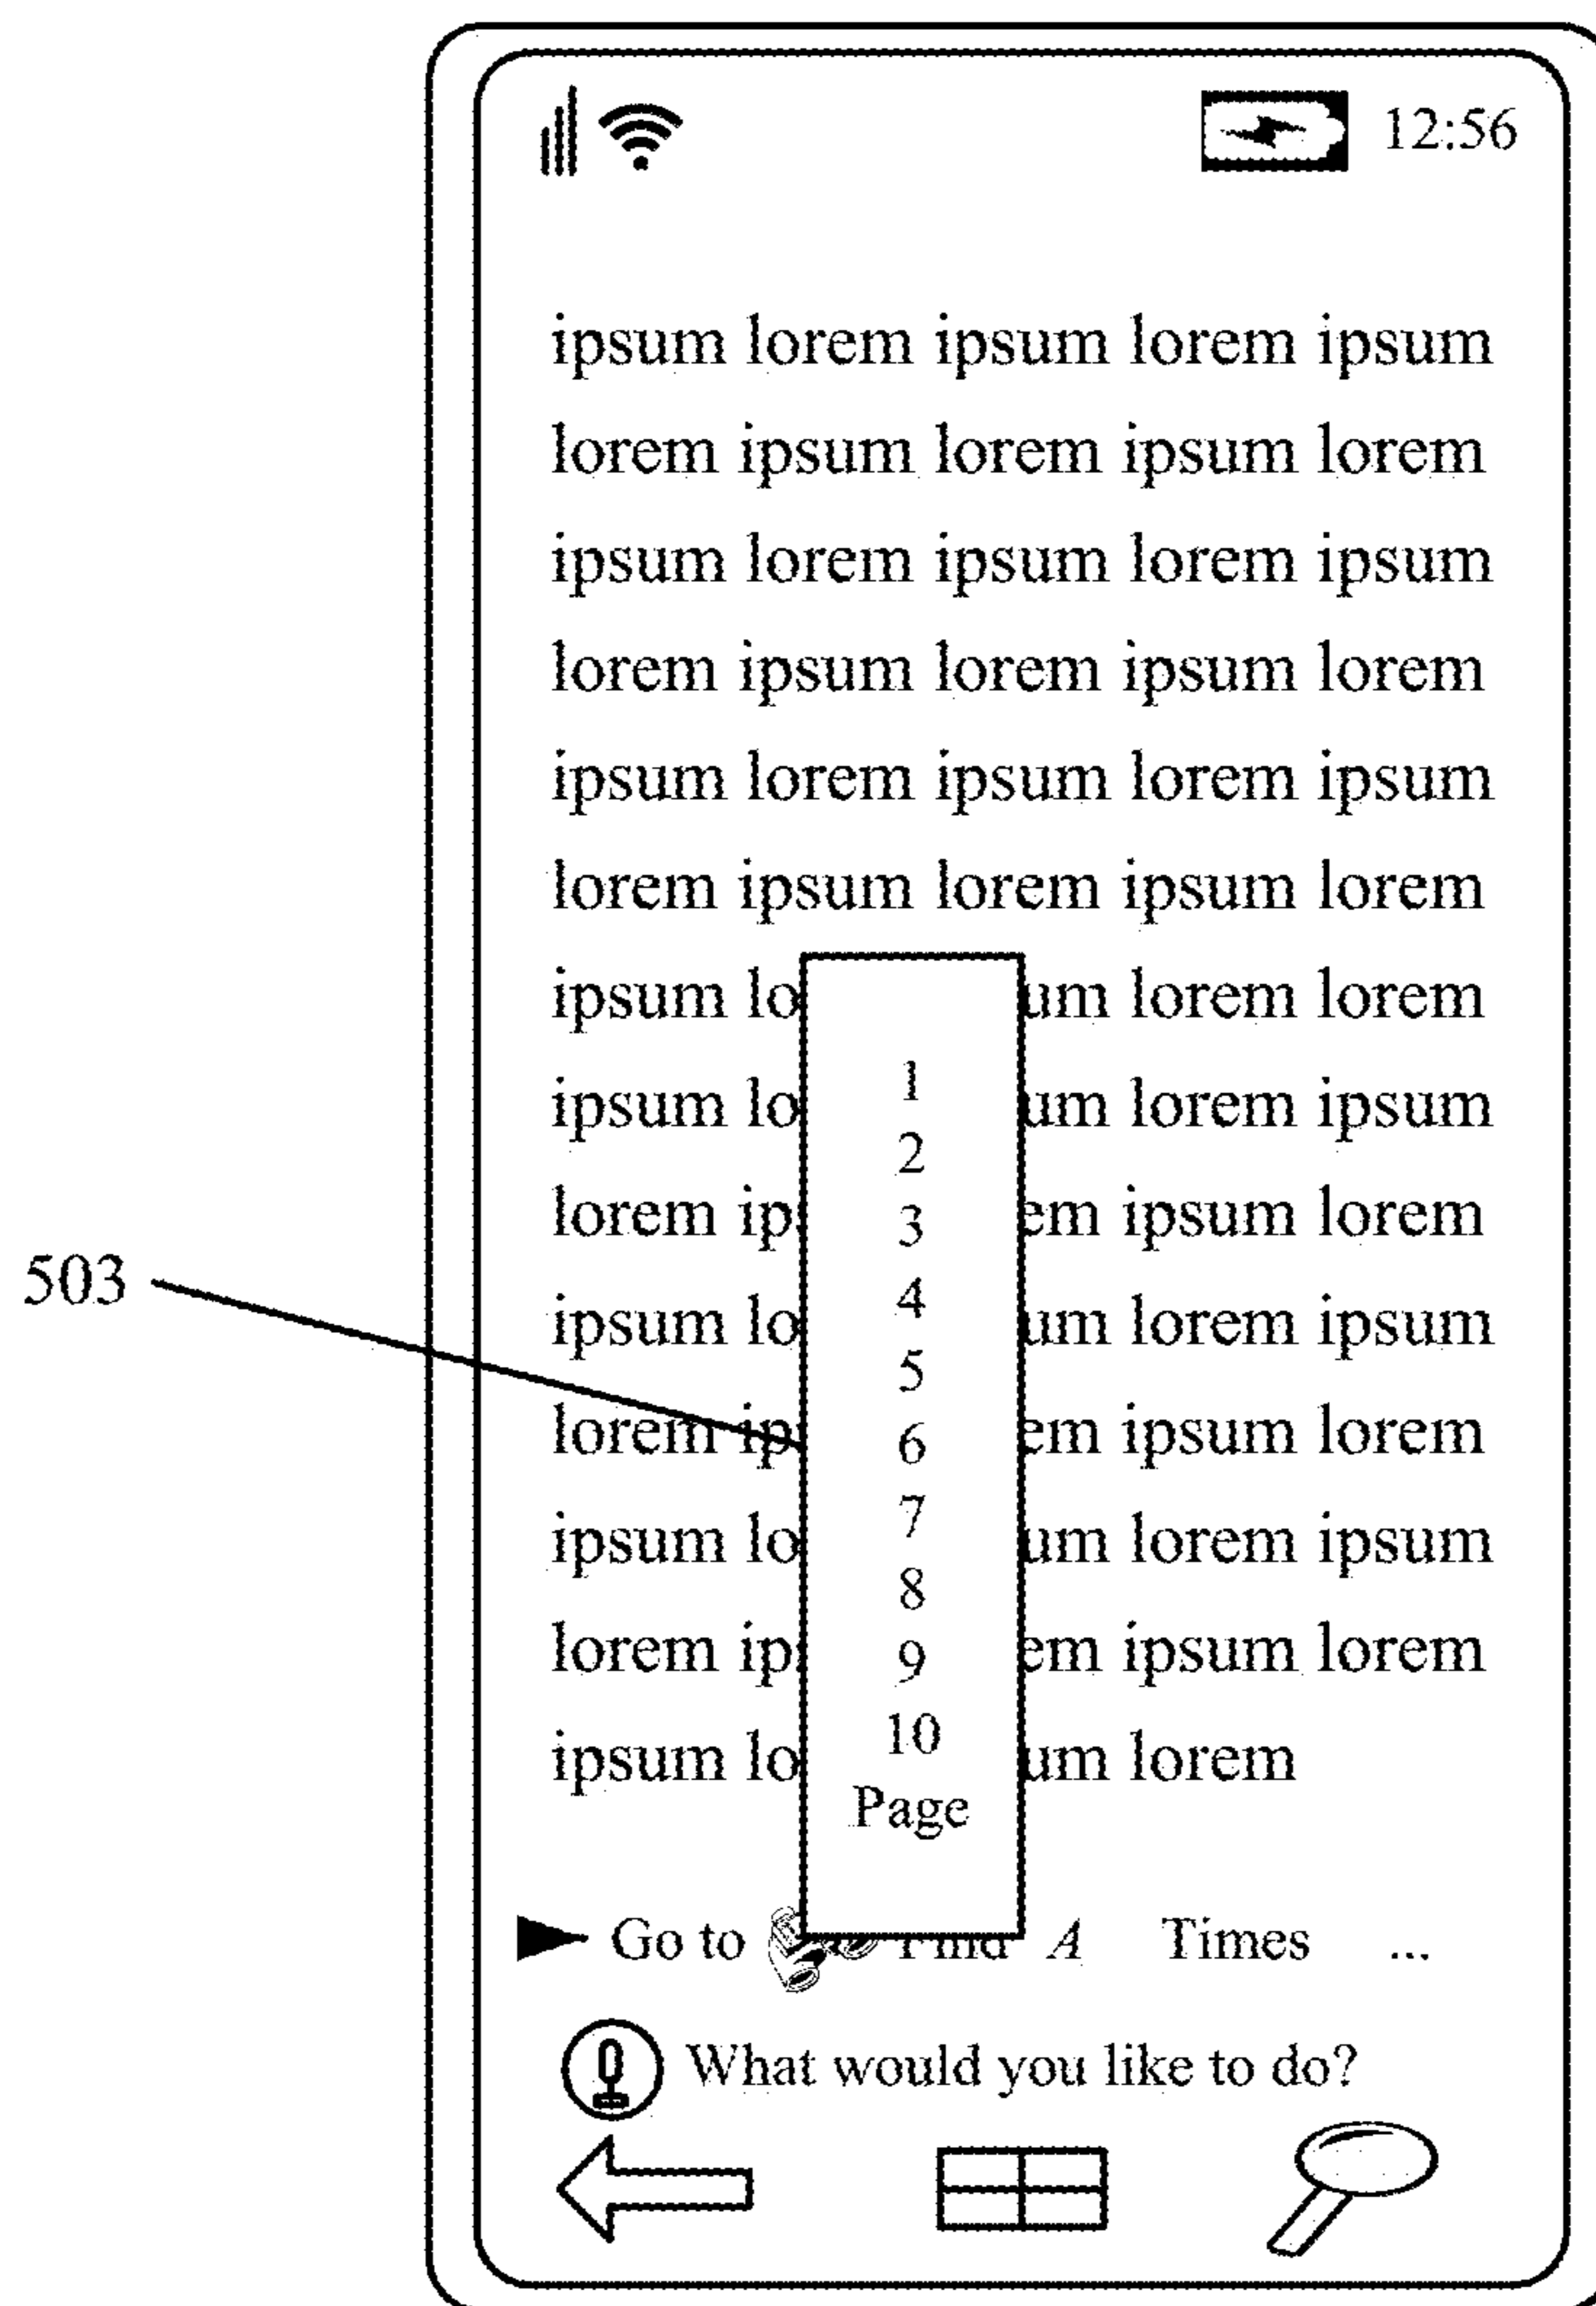 12:56
ipsum lorem ipsum lorem ipsum
lorem ipsum lorem ipsum lorem
ipsum lorem ipsum lorem ipsum
lorem ipsum lorem ipsum lorem
ipsum lorem ipsum lorem ipsum
lorem ipsum lorem ipsum lorem
ipsum lo um lorem lorem
ipsum lo um lorem ipsum
lorem ip em ipsum lorem
ipsum lo um lorem ipsum
lorem ip em ipsum lorem
ipsum lo um lorem ipsum
lorem ip em ipsum lorem
ipsum lo um lorem
1
2
3
4
5
6
7
8
9
10
Page
503
Go to Find A Times ...
What would you like to do?